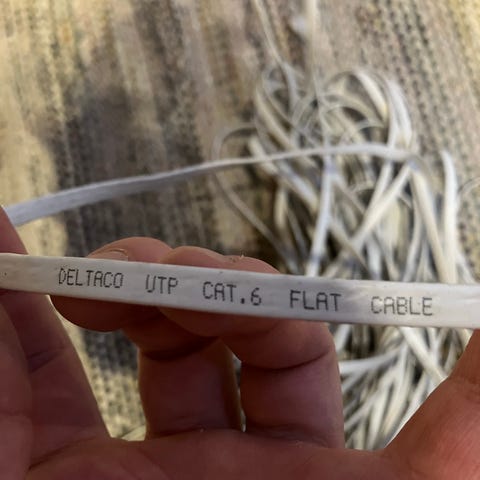 DELTACO UTP CAT.6 FLAT CABLE